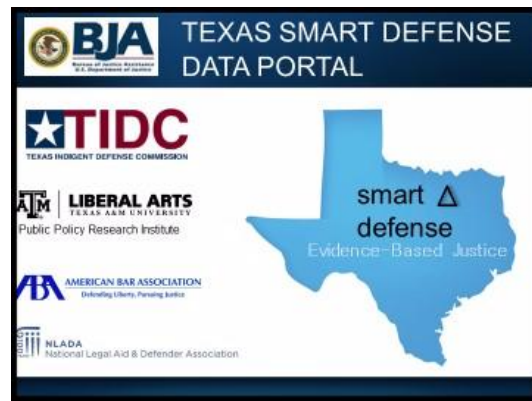 BJA
Bureau of Justice Assistance
U.S. Department of Justice
TEXAS SMART DEFENSE
DATA PORTAL
TIDC
TEXAS INDIGENT DEFENSE COMMISSION
ATM LIBERAL ARTS
TEXAS A&M UNIVERSITY
Public Policy Research Institute
ABA AMERICAN BAR ASSOCIATION
Defending Liberty, Pursuing Justice
NLADA
National Legal Aid & Defender Association
smart Δ
defense
Evidence-Based Justice